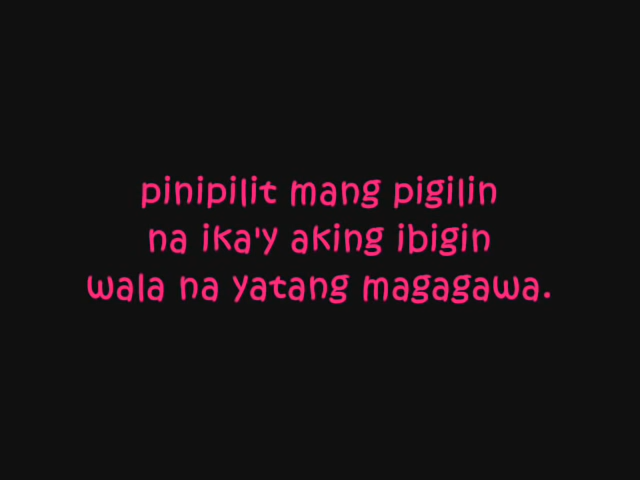 pinipilit mang pigilin
na ika'y aking ibigin
wala na yatang magagawa.